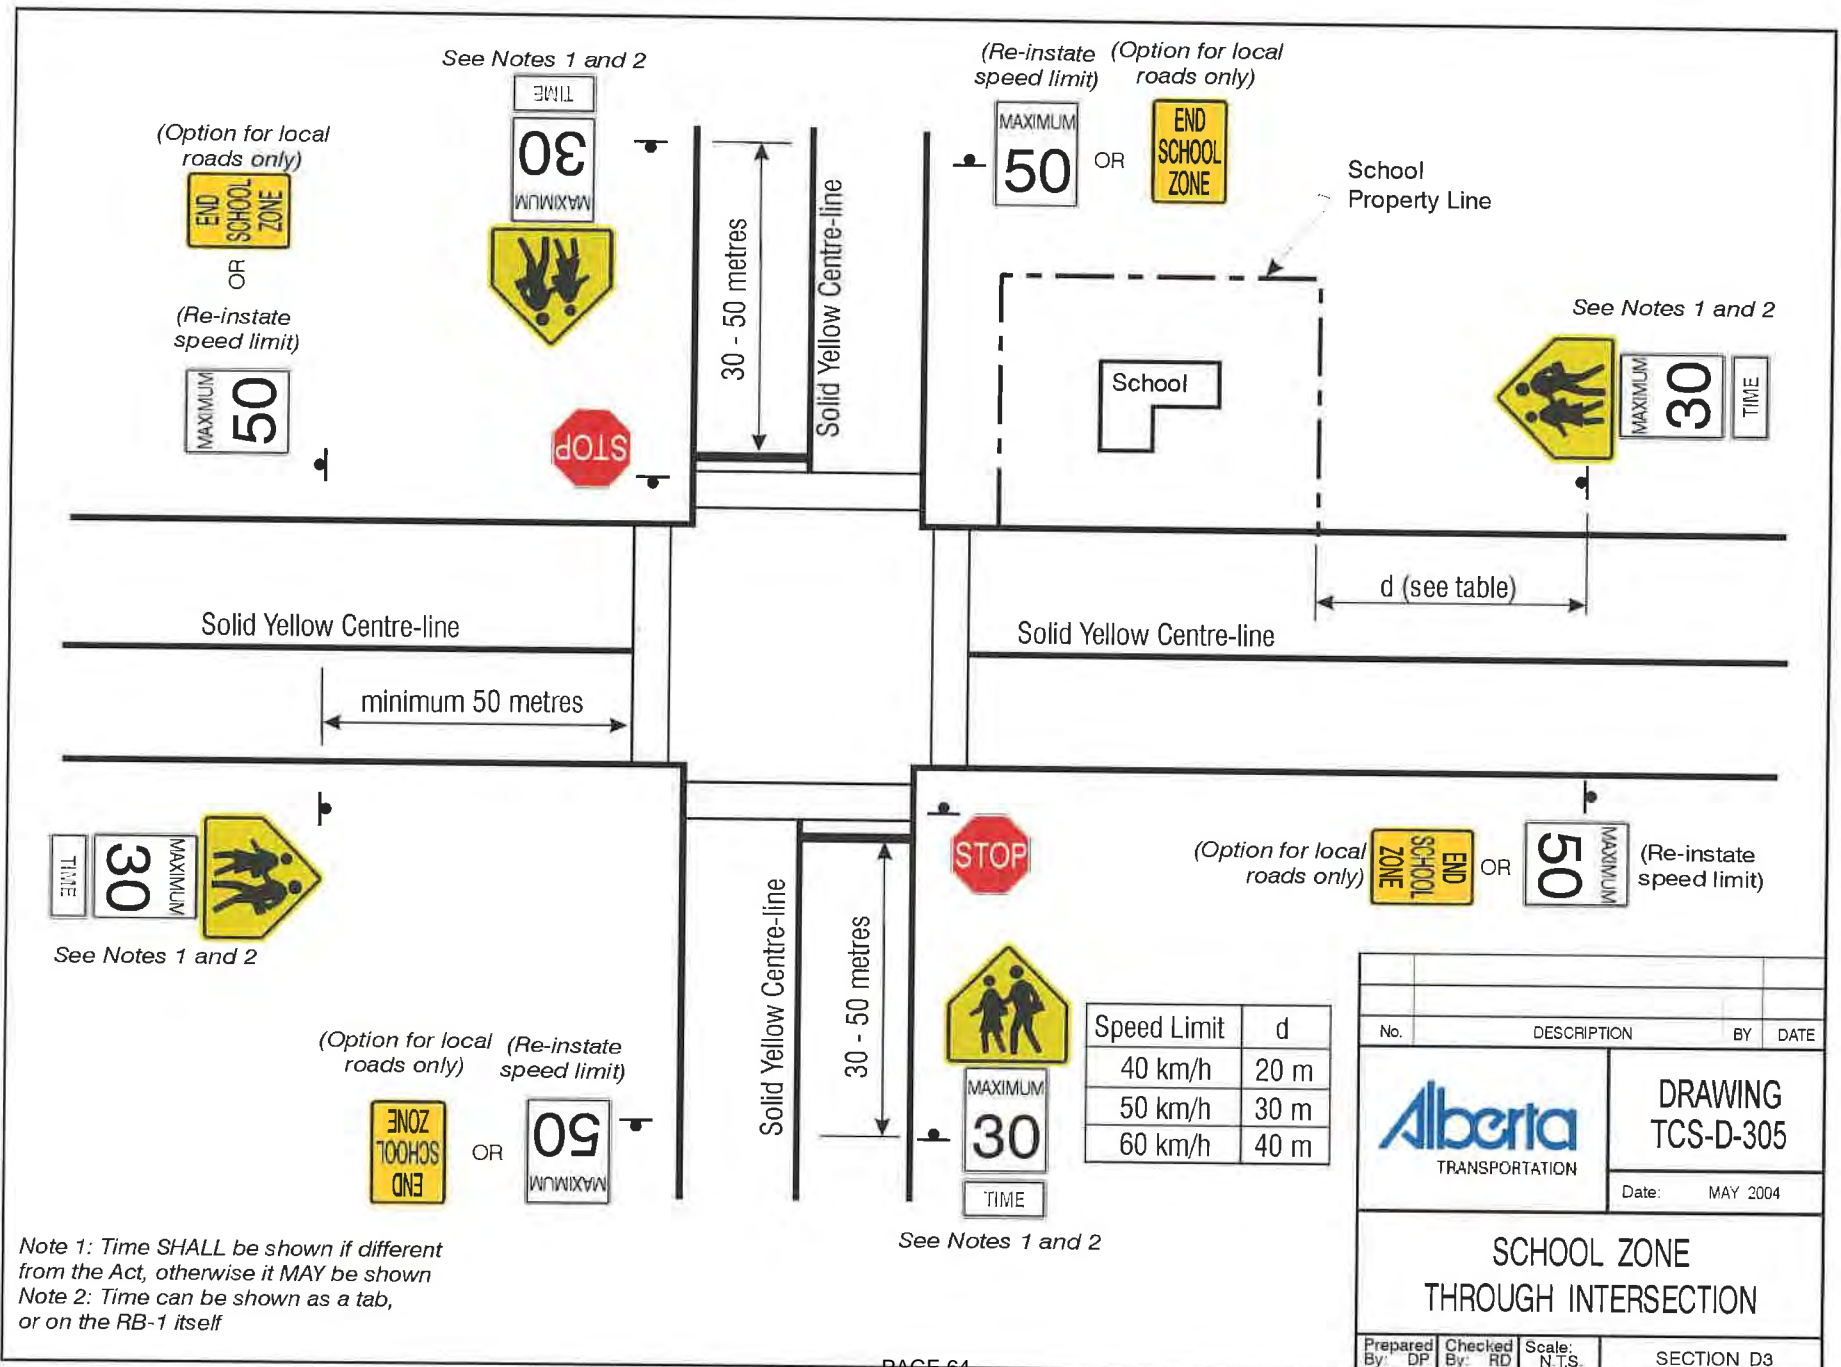 See Notes 1 and 2
TIME
30
MAXIMUM
(Option for local
roads only)
END
SCHOOL
ZONE
OR
(Re-instate
speed limit)
MAXIMUM
50
STOP
30 - 50 metres
Solid Yellow Centre-line
(Re-instate
speed limit)
MAXIMUM
50
OR
(Option for local
roads only)
END
SCHOOL
ZONE
School
Property Line
School
See Notes 1 and 2
MAXIMUM
30
TIME
d (see table)
Solid Yellow Centre-line
Solid Yellow Centre-line
minimum 50 metres
TIME
30
MAXIMUM
See Notes 1 and 2
(Option for local
roads only)
END
SCHOOL
ZONE
OR
(Re-instate
speed limit)
50
MAXIMUM
Solid Yellow Centre-line
30 - 50 metres
STOP
MAXIMUM
30
TIME
See Notes 1 and 2
(Option for local
roads only)
END
SCHOOL
ZONE
OR
50
MAXIMUM
(Re-instate
speed limit)
Speed Limit d
40 km/h 20 m
50 km/h 30 m
60 km/h 40 m
No. DESCRIPTION BY DATE
Alberta
TRANSPORTATION
DRAWING
TCS-D-305
Date: MAY 2004
SCHOOL ZONE
THROUGH INTERSECTION
Prepared By: DP Checked By: RD Scale: N.T.S. SECTION D3
Note 1: Time SHALL be shown if different
from the Act, otherwise it MAY be shown
Note 2: Time can be shown as a tab,
or on the RB-1 itself
PAGE 64